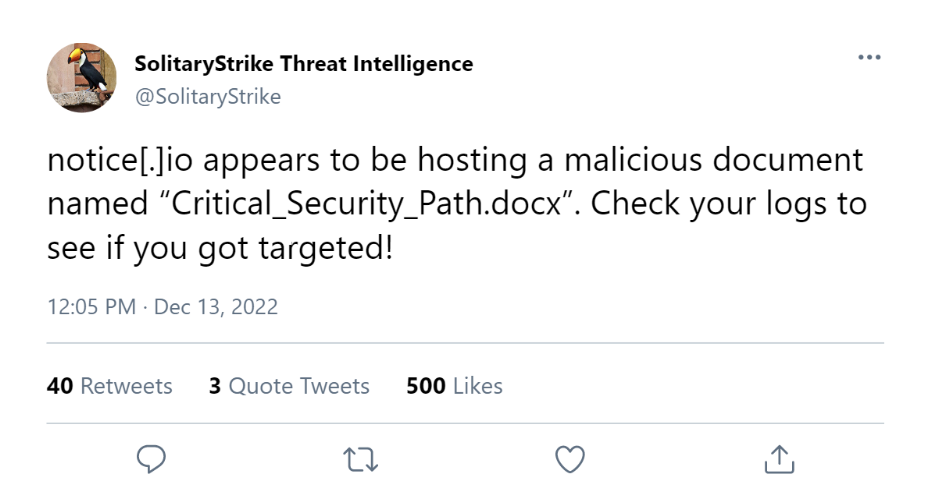 SolitaryStrike Threat Intelligence
@SolitaryStrike
notice[.]io appears to be hosting a malicious document
named “Critical_Security_Path.docx”. Check your logs to
see if you got targeted!
12:05 PM · Dec 13, 2022
40 Retweets 3 Quote Tweets 500 Likes